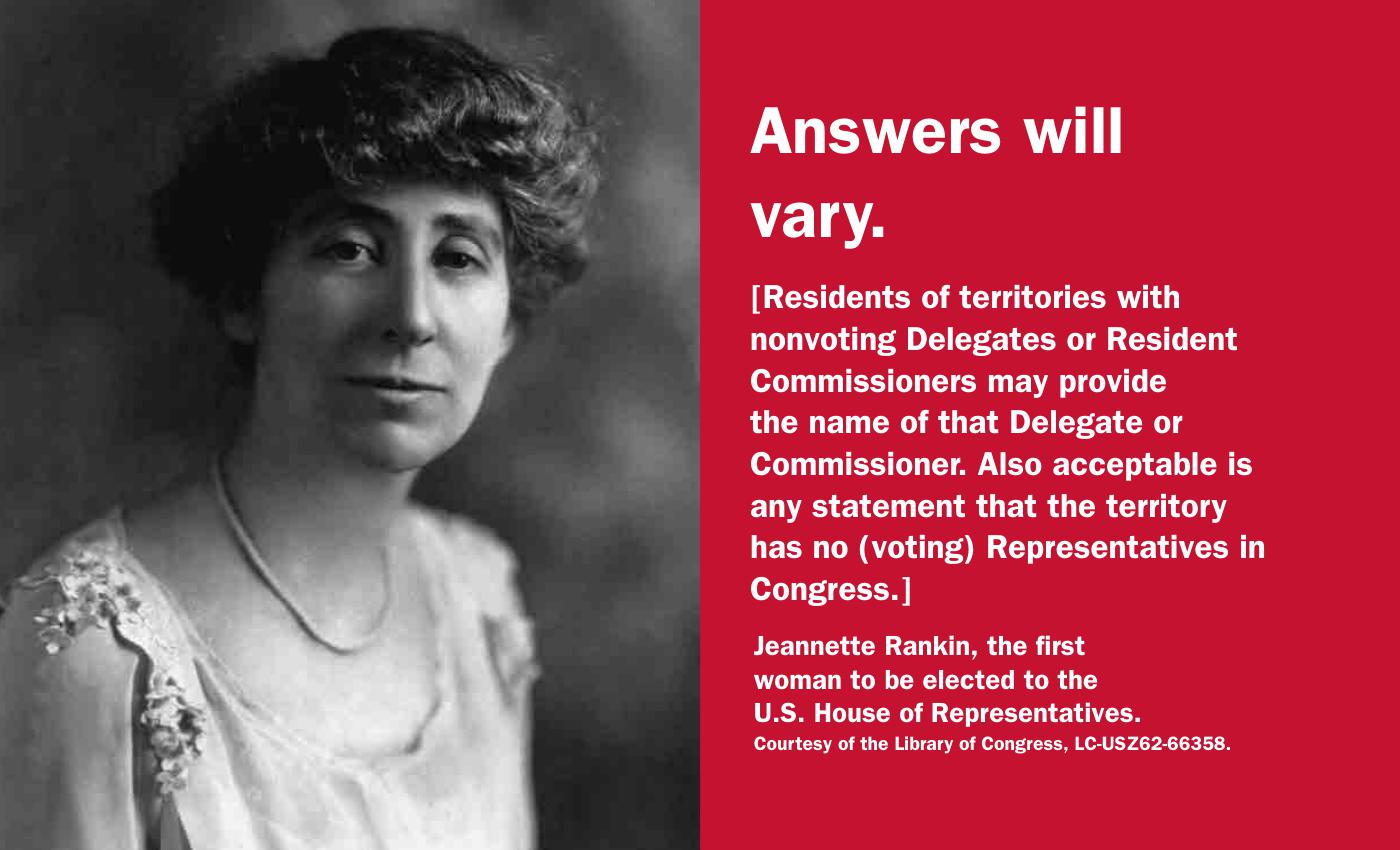 Answers will
vary.
[Residents of territories with
nonvoting Delegates or Resident
Commissioners may provide
the name of that Delegate or
Commissioner. Also acceptable is
any statement that the territory
has no (voting) Representatives in
Congress.]
Jeannette Rankin, the first
woman to be elected to the
U.S. House of Representatives.
Courtesy of the Library of Congress, LC-USZ62-66358.